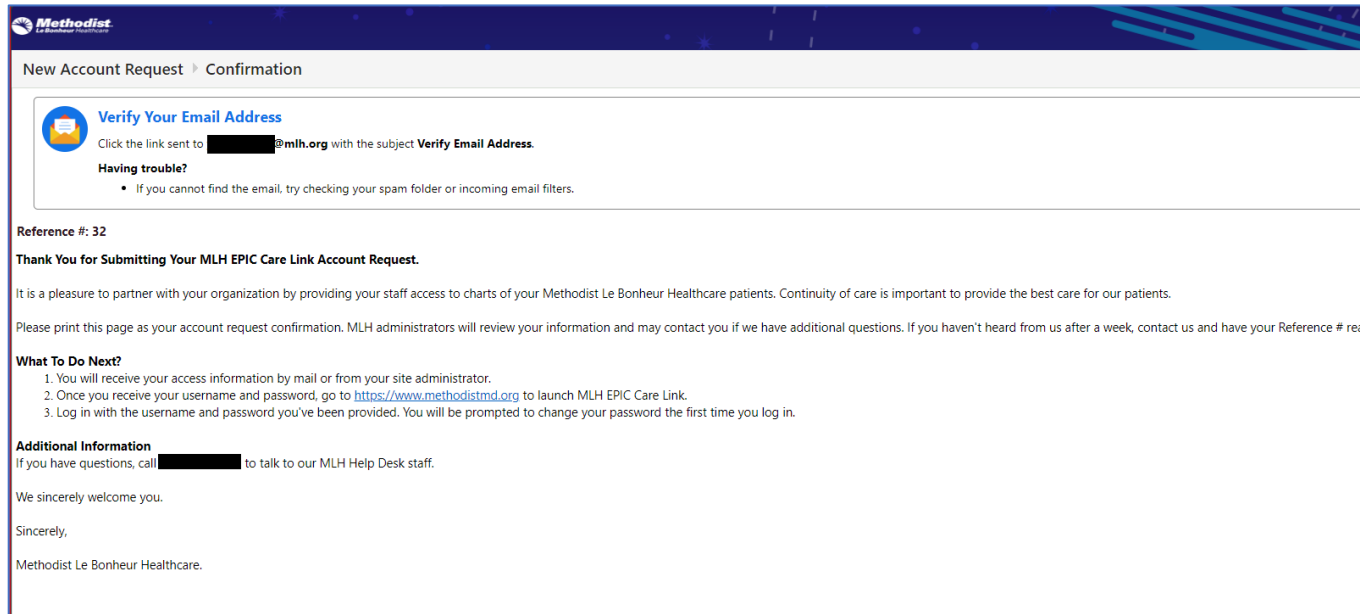 Methodist
Le Bonheur Healthcare
New Account Request Confirmation
Verify Your Email Address
Click the link sent to @mlh.org with the subject Verify Email Address.
Having trouble?
• If you cannot find the email, try checking your spam folder or incoming email filters.
Reference #: 32
Thank You for Submitting Your MLH EPIC Care Link Account Request.
It is a pleasure to partner with your organization by providing your staff access to charts of your Methodist Le Bonheur Healthcare patients. Continuity of care is important to provide the best care for our patients.
Please print this page as your account request confirmation. MLH administrators will review your information and may contact you if we have additional questions. If you haven't heard from us after a week, contact us and have your Reference #
What To Do Next?
1. You will receive your access information by mail or from your site administrator.
2. Once you receive your username and password, go to https://www.methodistmd.org to launch MLH EPIC Care Link.
3. Log in with the username and password you've been provided. You will be prompted to change your password the first time you log in.
Additional Information
If you have questions, call to talk to our MLH Help Desk staff.
We sincerely welcome you.
Sincerely,
Methodist Le Bonheur Healthcare.